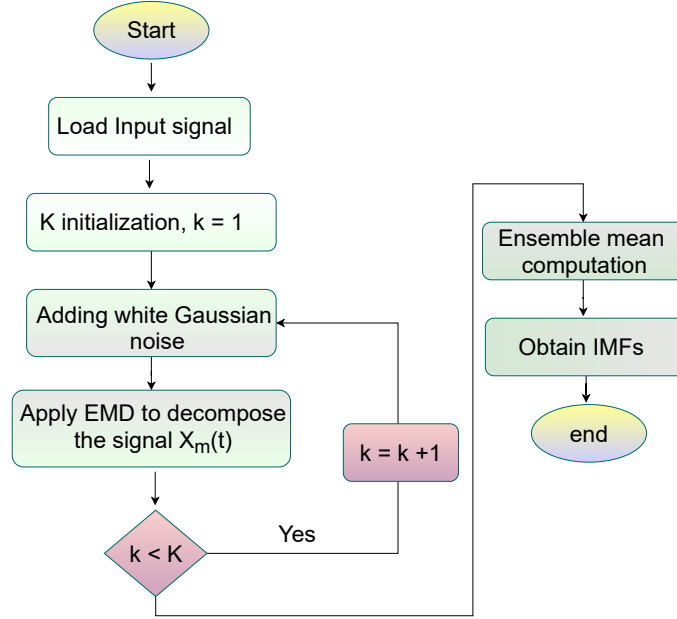 Start
Load Input signal
K initialization, k = 1
Adding white Gaussian
noise
Apply EMD to decompose
the signal Xₘ(t)
k < K
Yes
k = k +1
Ensemble mean
computation
Obtain IMFs
end